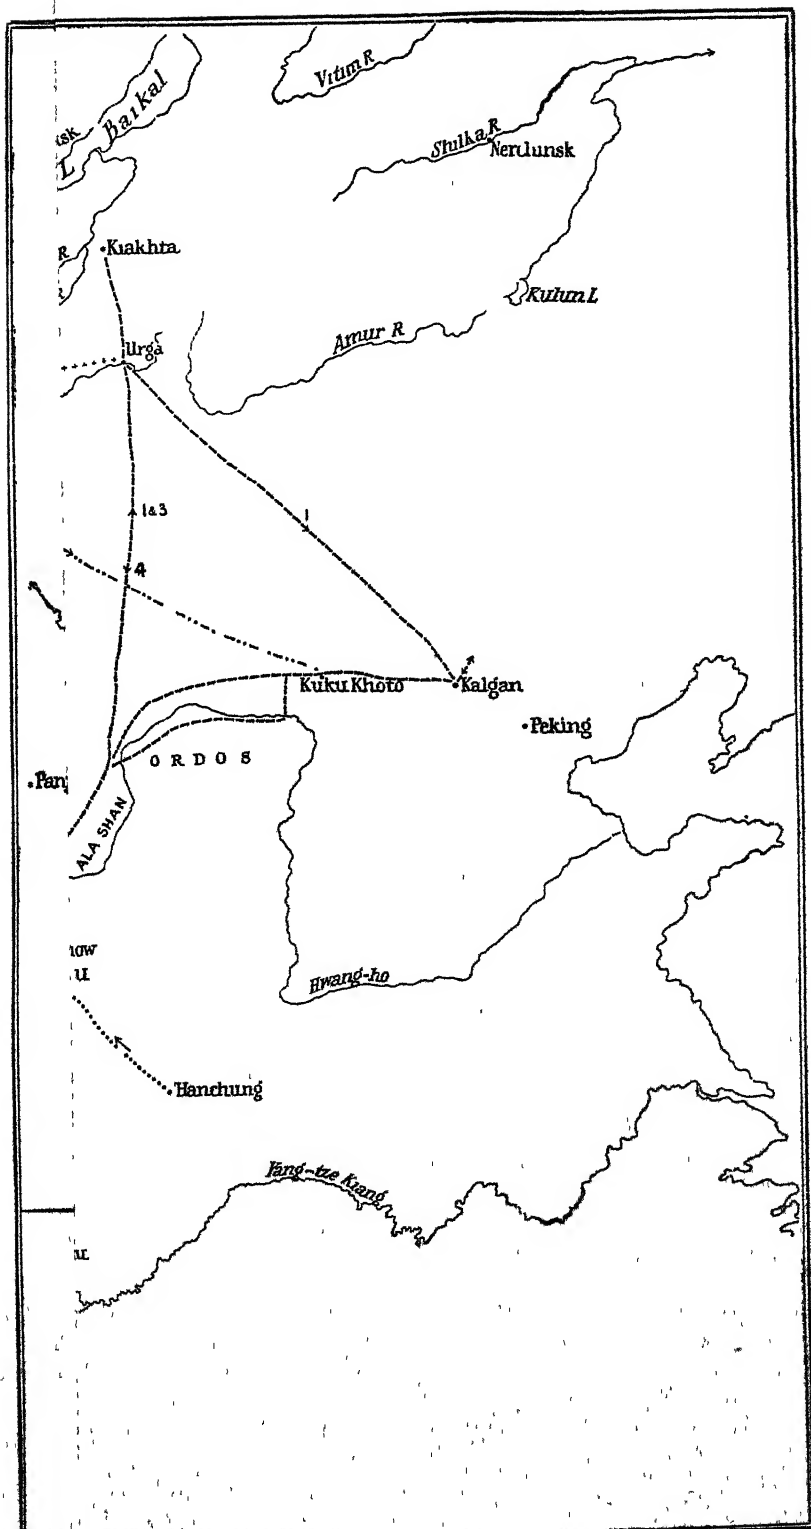 Vitim R
Baikal
L
Shilka R
Nerchinsk
R
Kiakhta
R
Kulun L
Amur R
Urga
1 & 3
1
4
Kuku Khoto
Kalgan
Peking
ORDOS
Pan
ALA SHAN
Hwang-ho
Hanchung
Yang-tze Kiang